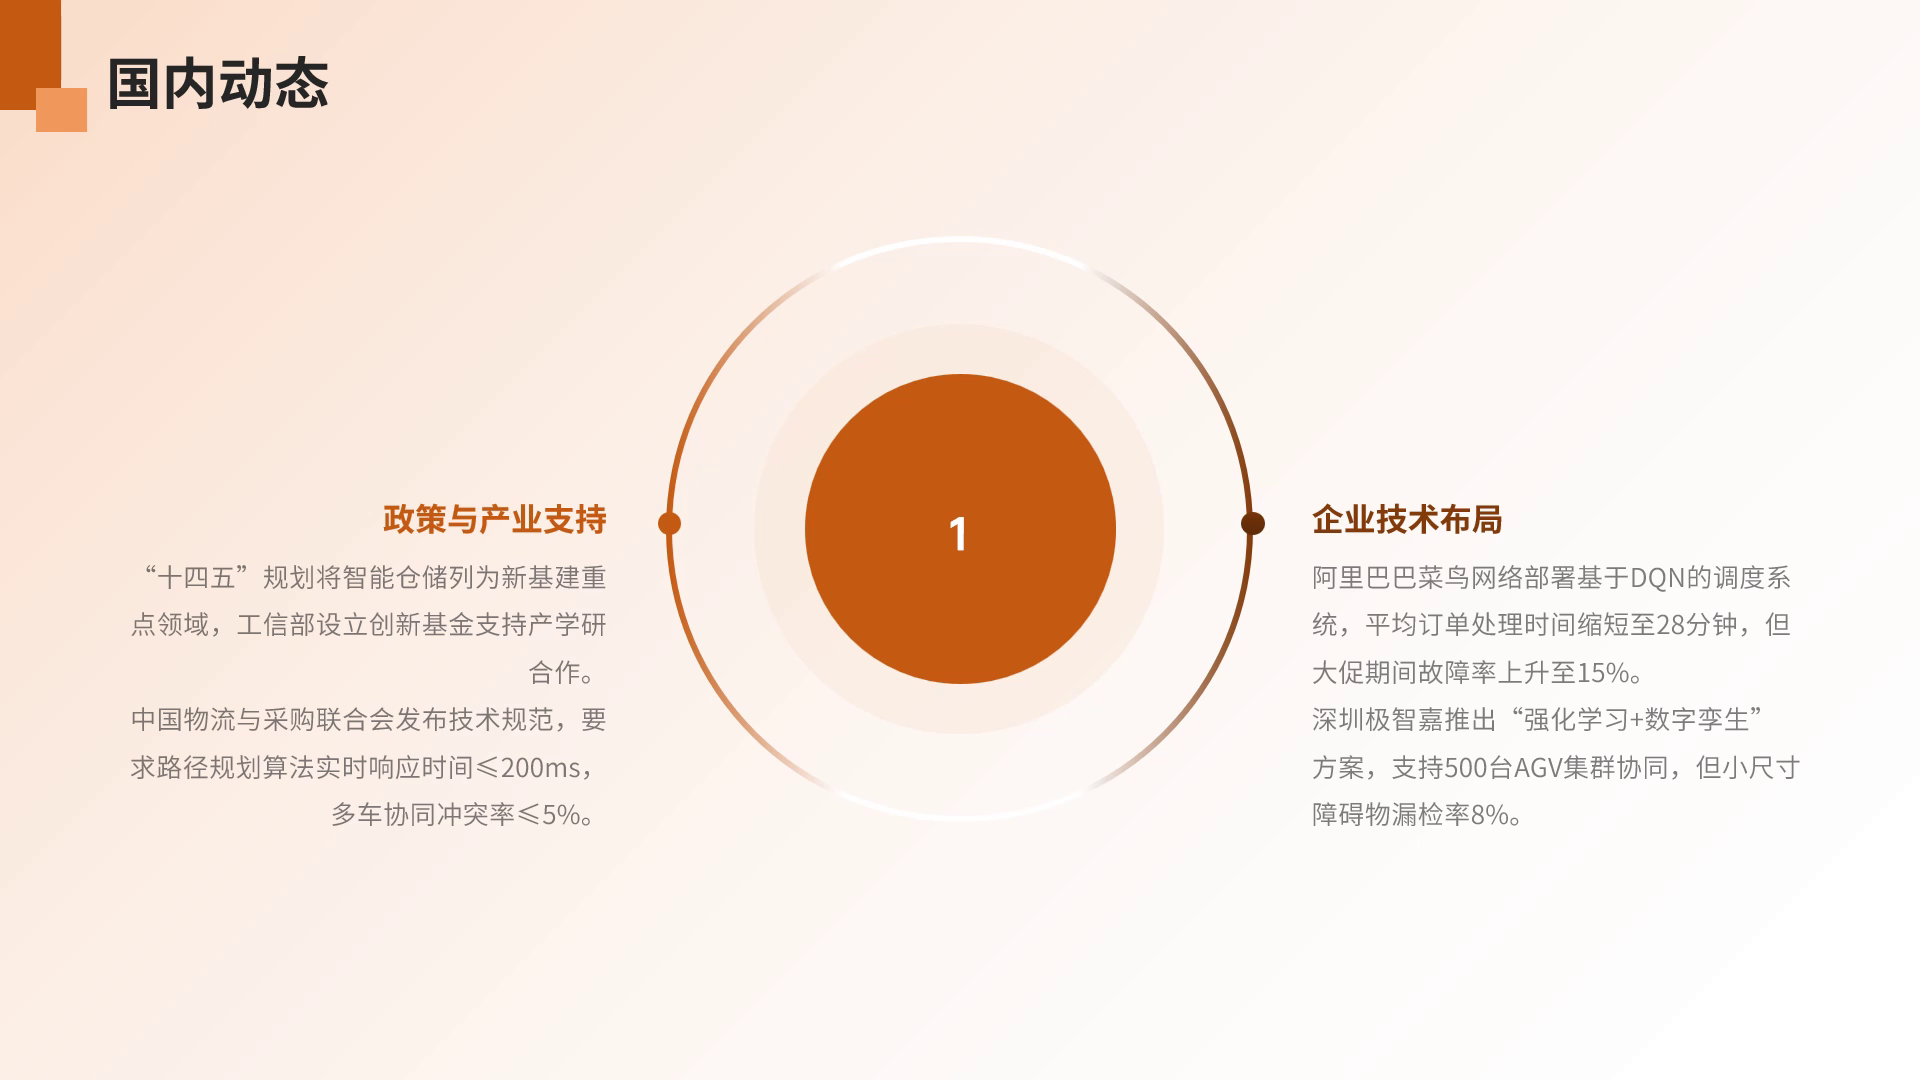 国内动态
政策与产业支持
“十四五”规划将智能仓储列为新基建重
点领域，工信部设立创新基金支持产学研
合作。
中国物流与采购联合会发布技术规范，要
求路径规划算法实时响应时间≤200ms，
多车协同冲突率≤5%。
1
企业技术布局
阿里巴巴菜鸟网络部署基于DQN的调度系
统，平均订单处理时间缩短至28分钟，但
大促期间故障率上升至15%。
深圳极智嘉推出“强化学习+数字孪生”
方案，支持500台AGV集群协同，但小尺寸
障碍物漏检率8%。